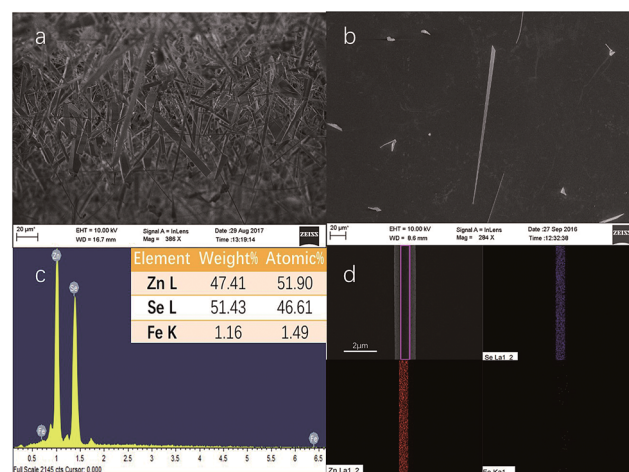 a
20 µm*
EHT = 10.00 kV
WD = 16.7 mm
Signal A = InLens
Mag = 386 X
Date :29 Aug 2017
Time :13:19:14
ZEISS
b
20 µm*
EHT = 10.00 kV
WD = 8.6 mm
Signal A = InLens
Mag = 284 X
Date :27 Sep 2016
Time :12:32:38
ZEISS
c
Element Weight% Atomic%
Zn L 47.41 51.90
Se L 51.43 46.61
Fe K 1.16 1.49
Zn
Se
Fe
Fe
0.5 1 1.5 2 2.5 3 3.5 4 4.5 5 5.5 6 6.5
Full Scale 2145 cts Cursor: 0.000
d
2µm
Se La1_2
Zn La1_2
Fe Ka1